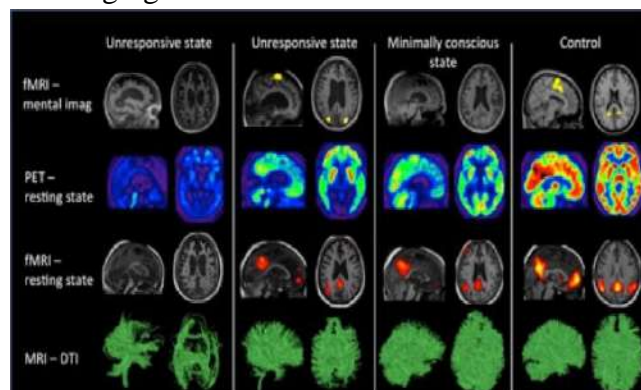 Unresponsive state
Unresponsive state
Minimally conscious
state
Control
fMRI –
mental imag
PET –
resting state
fMRI –
resting state
MRI – DTI